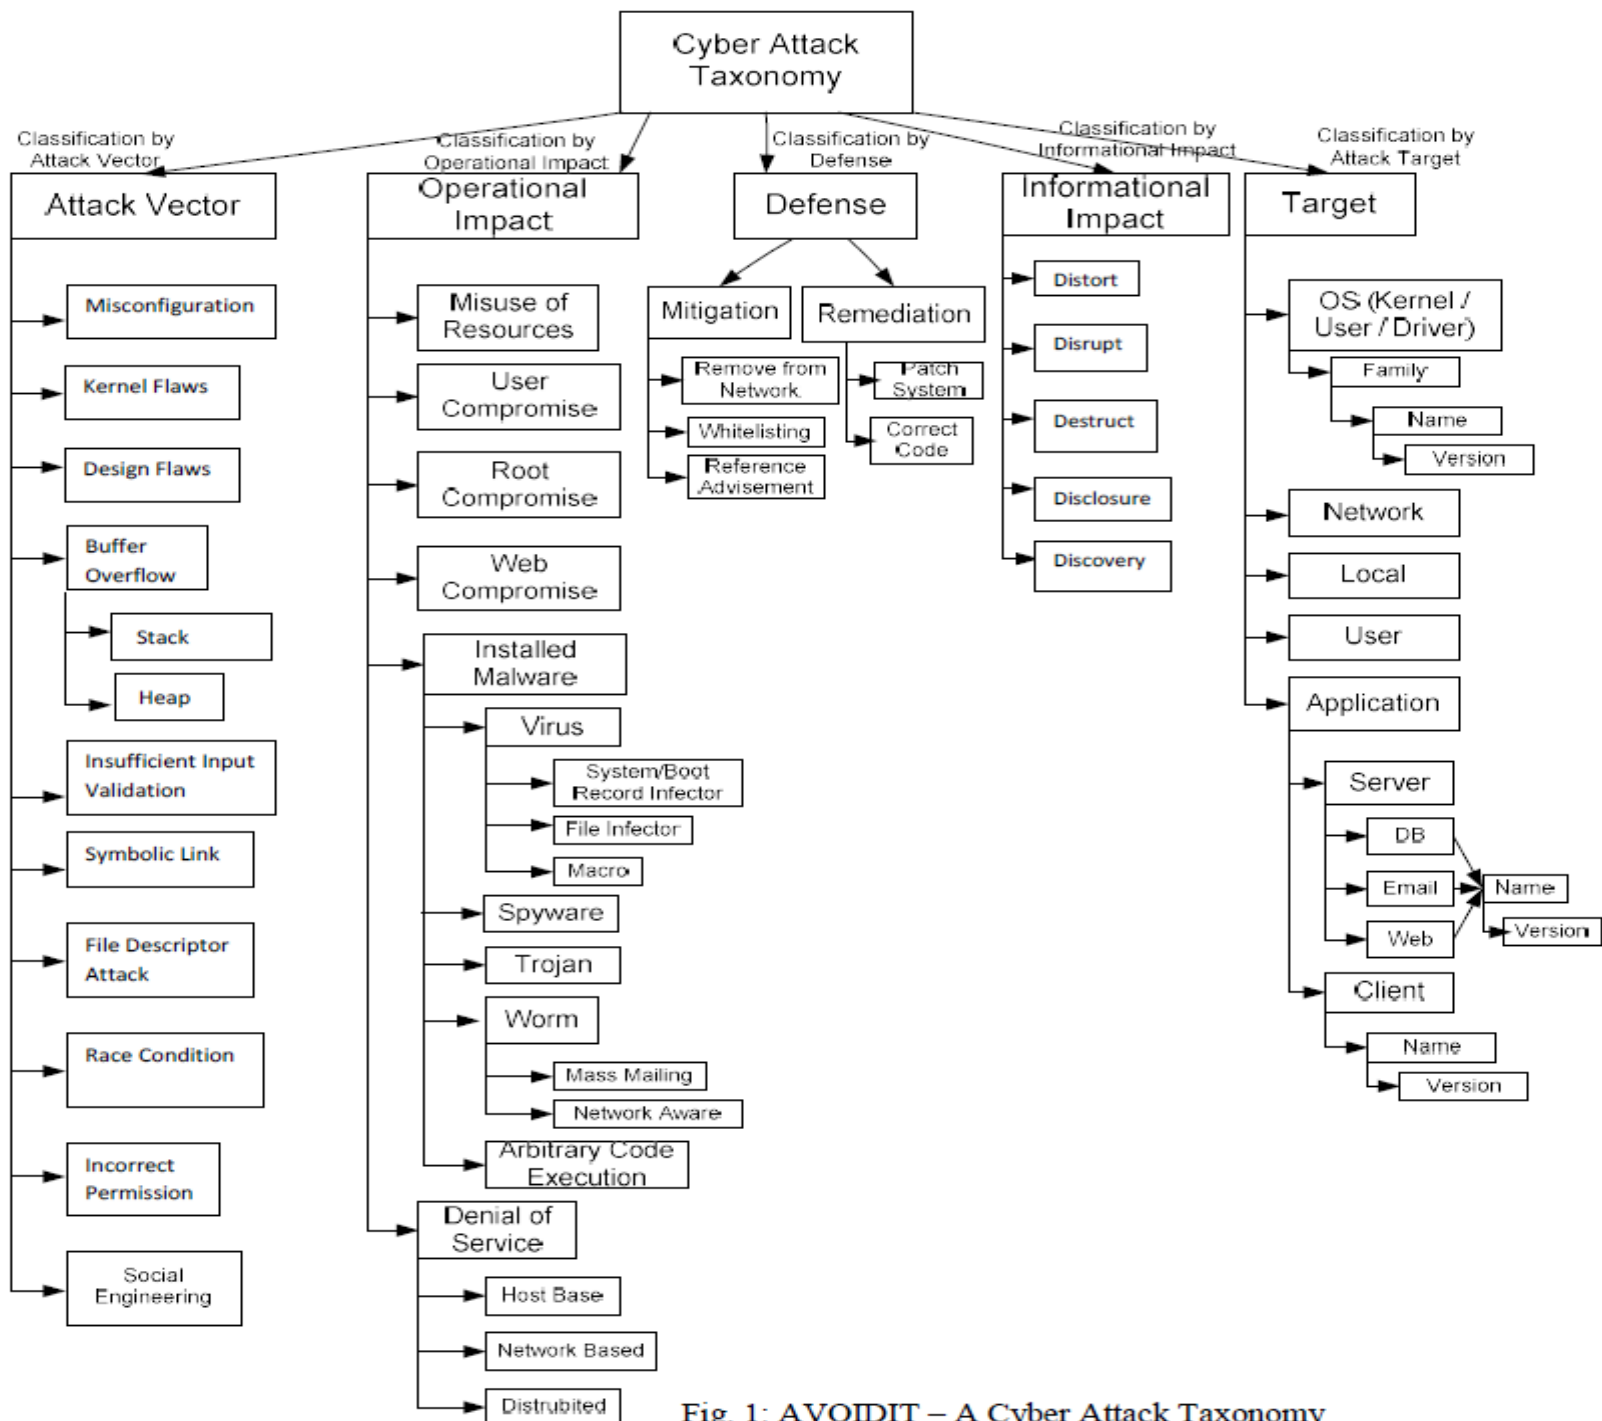 Cyber Attack
Taxonomy
Classification by
Attack Vector
Classification by
Operational Impact
Classification by
Defense
Classification by
Informational Impact
Classification by
Attack Target
Attack Vector
Misconfiguration
Kernel Flaws
Design Flaws
Buffer
Overflow
Stack
Heap
Insufficient Input
Validation
Symbolic Link
File Descriptor
Attack
Race Condition
Incorrect
Permission
Social
Engineering
Operational
Impact
Misuse of
Resources
User
Compromise
Root
Compromise
Web
Compromise
Installed
Malware
Virus
System/Boot
Record Infector
File Infector
Macro
Spyware
Trojan
Worm
Mass Mailing
Network Aware
Arbitrary Code
Execution
Denial of
Service
Host Base
Network Based
Distrubited
Defense
Mitigation
Remove from
Network
Whitelisting
Reference
Advisement
Remediation
Patch
System
Correct
Code
Informational
Impact
Distort
Disrupt
Destruct
Disclosure
Discovery
Target
OS (Kernel /
User / Driver)
Family
Name
Version
Network
Local
User
Application
Server
DB
Email
Web
Name
Version
Client
Name
Version
Fig. 1: AVOIDIT – A Cyber Attack Taxonomy